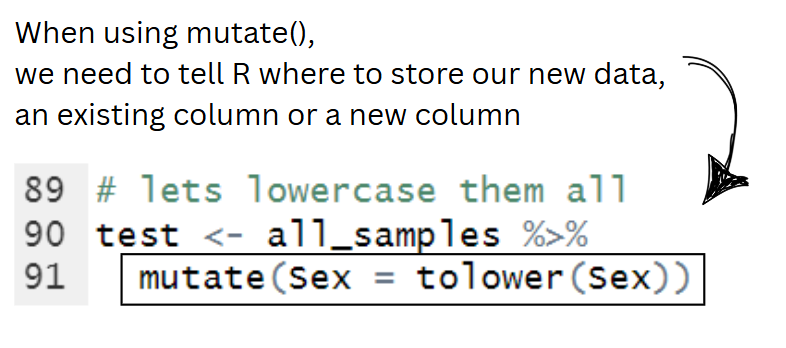 When using mutate(),
we need to tell R where to store our new data,
an existing column or a new column
89 # lets lowercase them all
90 test <- all_samples %>%
91 mutate(Sex = tolower(Sex))